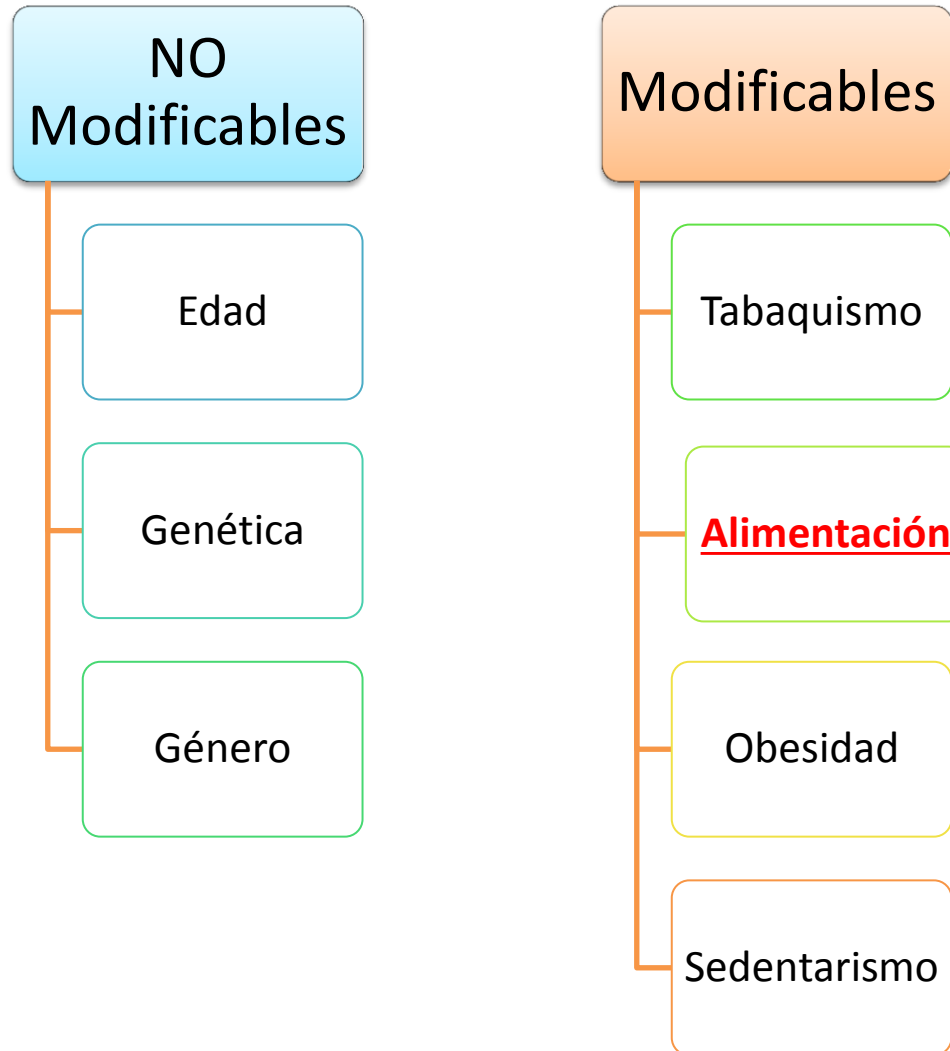 NO
Modificables
Edad
Genética
Género
Modificables
Tabaquismo
Alimentación
Obesidad
Sedentarismo